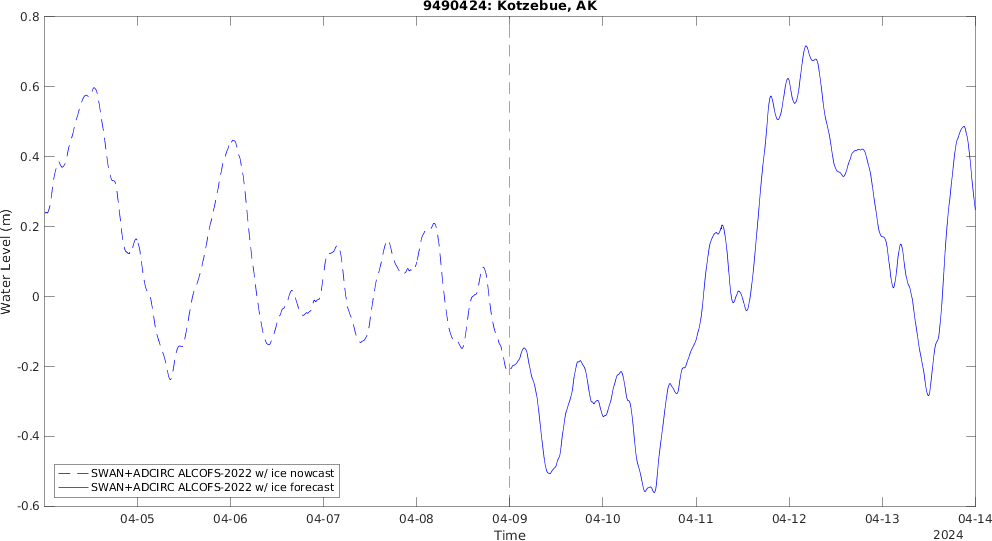 9490424: Kotzebue, AK
Water Level (m)
0.8
0.6
0.4
0.2
0
-0.2
-0.4
-0.6
SWAN+ADCIRC ALCOFS-2022 w/ ice nowcast
SWAN+ADCIRC ALCOFS-2022 w/ ice forecast
04-05 04-06 04-07 04-08 04-09 04-10 04-11 04-12 04-13 04-14
Time
2024